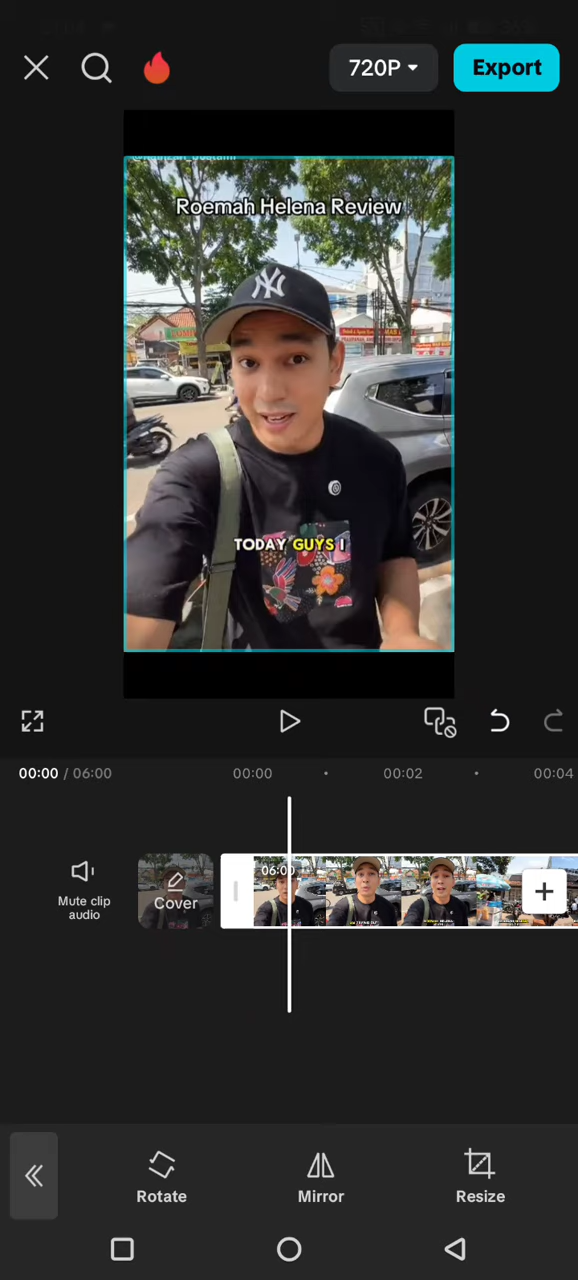 720P
Export
Roemah Helena Review
NY
TODAY GUYS I
00:00 / 06:00
00:00
00:02
00:04
Mute clip
audio
Cover
06:00
Rotate
Mirror
Resize